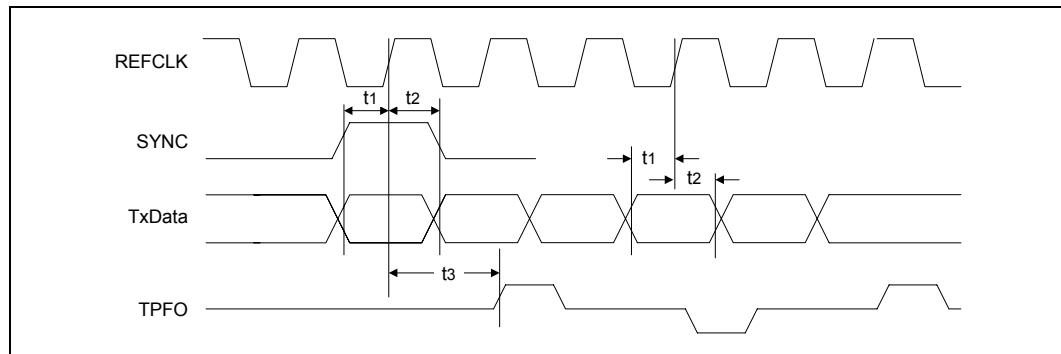 REFCLK
t1 t2
SYNC
t1
t2
TxData
t3
TPFO